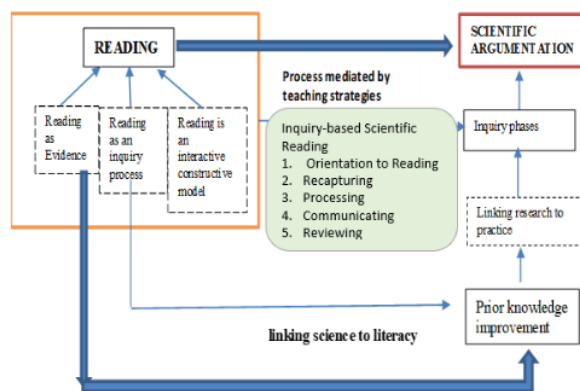 READING
SCIENTIFIC
ARGUMENTATION
Process mediated by
teaching strategies
Reading
as
Evidence
Reading
as an
inquiry
process
Reading is
an
interactive
constructive
model
Inquiry-based Scientific
Reading
1. Orientation to Reading
2. Recapturing
3. Processing
4. Communicating
5. Reviewing
Inquiry phases
Linking research to
practice
Prior knowledge
improvement
linking science to literacy